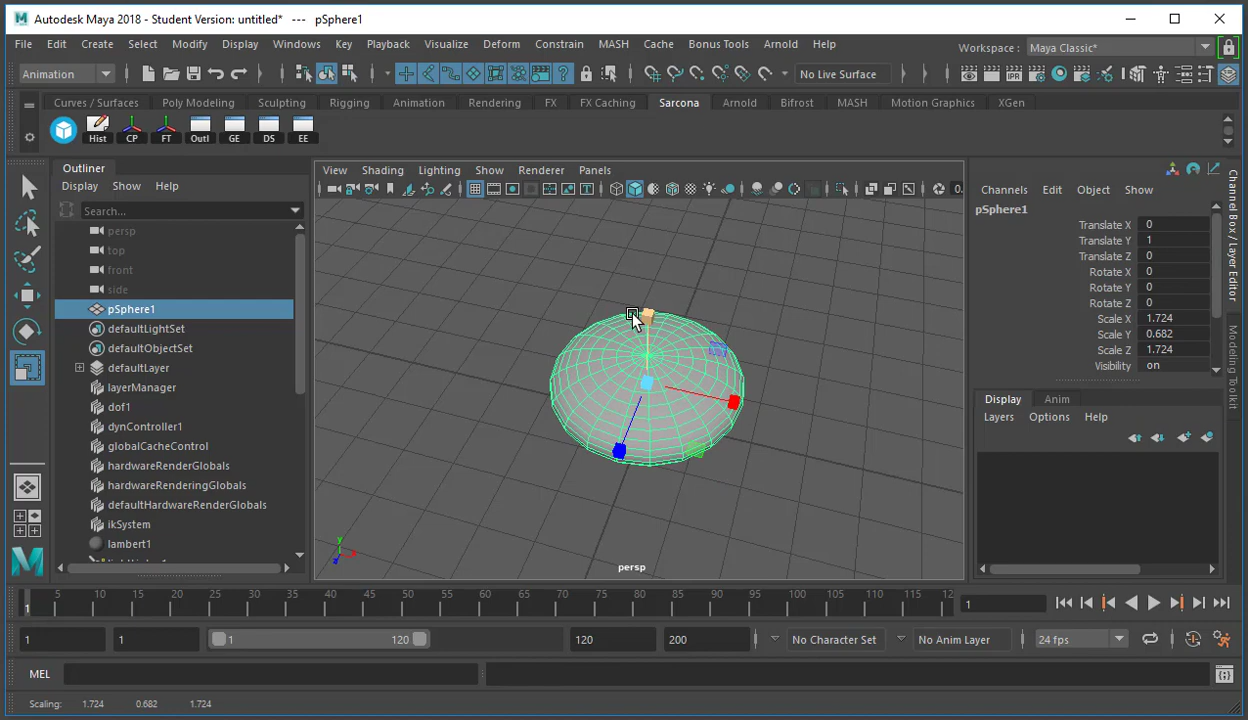 Autodesk Maya 2018 - Student Version: untitled*   ---   pSphere1
File Edit Create Select Modify Display Windows Key Playback Visualize Deform Constrain MASH Cache Bonus Tools Arnold Help
Workspace : Maya Classic*
Animation
No Live Surface
IPR
Curves / Surfaces Poly Modeling Sculpting Rigging Animation Rendering FX FX Caching Sarcona Arnold Bifrost MASH Motion Graphics XGen
Hist CP FT Outl GE DS EE
Outliner
Display Show Help
Search...
persp
top
front
side
pSphere1
defaultLightSet
defaultObjectSet
defaultLayer
layerManager
dof1
dynController1
globalCacheControl
hardwareRenderGlobals
hardwareRenderingGlobals
defaultHardwareRenderGlobals
ikSystem
lambert1
View Shading Lighting Show Renderer Panels
0.
y
x
z
persp
Channels Edit Object Show
pSphere1
Translate X 0
Translate Y 1
Translate Z 0
Rotate X 0
Rotate Y 0
Rotate Z 0
Scale X 1.724
Scale Y 0.682
Scale Z 1.724
Visibility on
Display Anim
Layers Options Help
Channel Box / Layer Editor
Modeling Toolkit
1 5 10 15 20 25 30 35 40 45 50 55 60 65 70 75 80 85 90 95 100 105 110 115 12
1
1 1 1 120 120 200 No Character Set No Anim Layer 24 fps
MEL
Scaling: 1.724 0.682 1.724